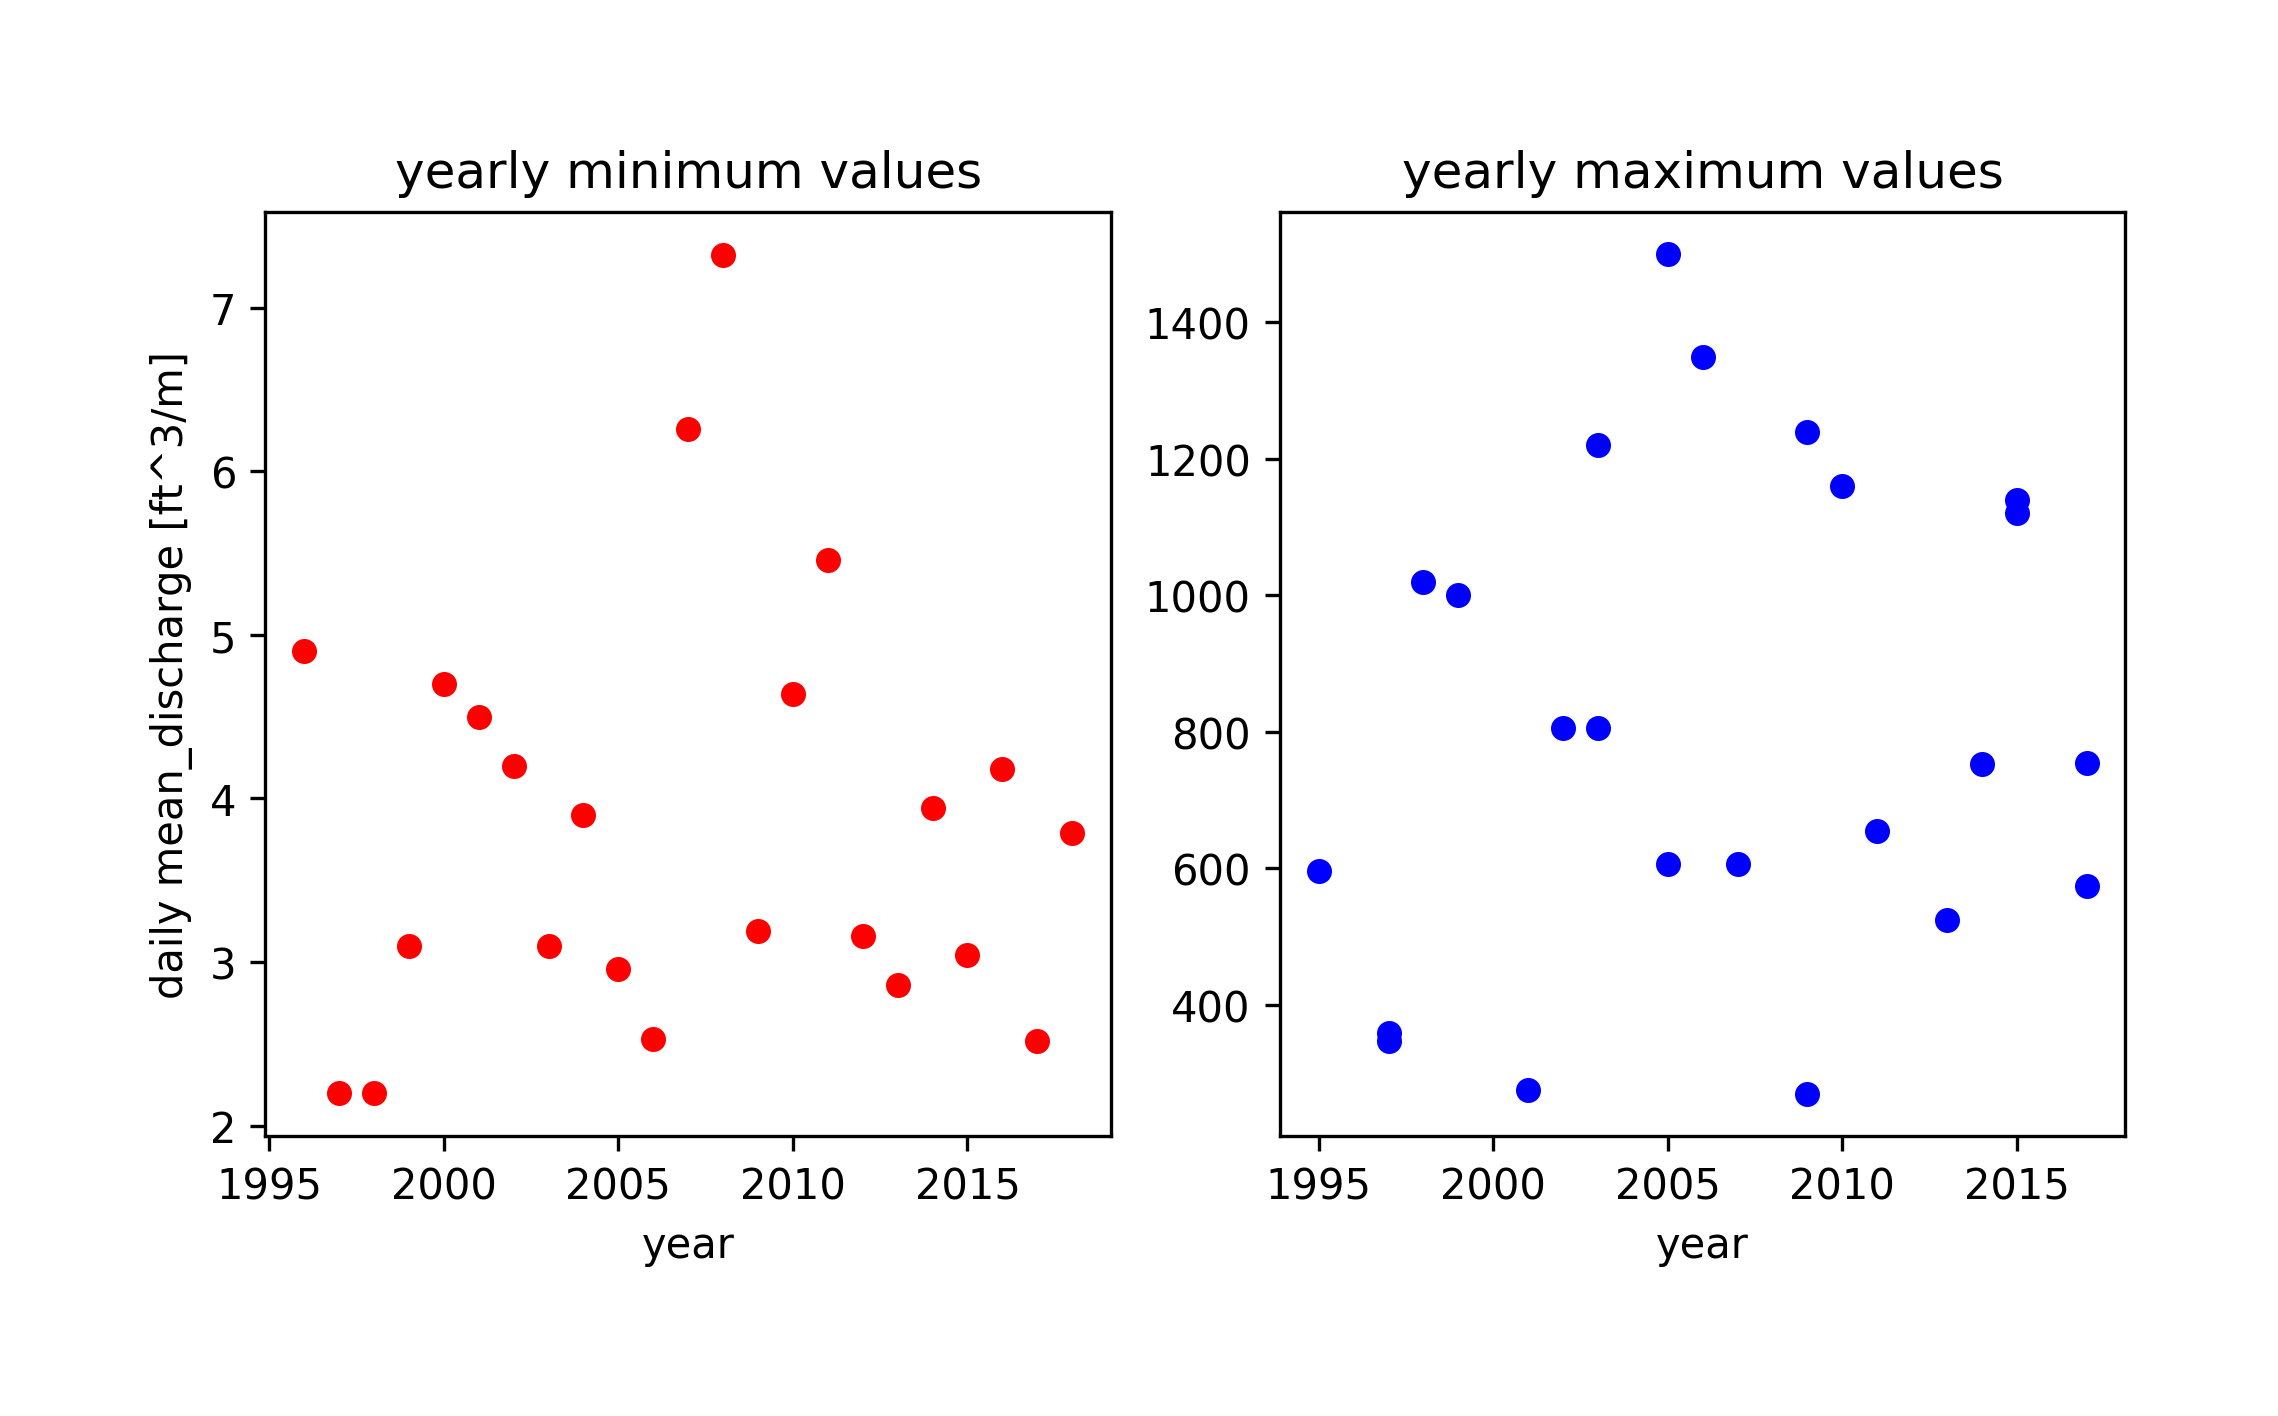 yearly minimum values
daily mean_discharge [ft^3/m]
7
6
5
4
3
2
1995 2000 2005 2010 2015
year
yearly maximum values
1400
1200
1000
800
600
400
1995 2000 2005 2010 2015
year